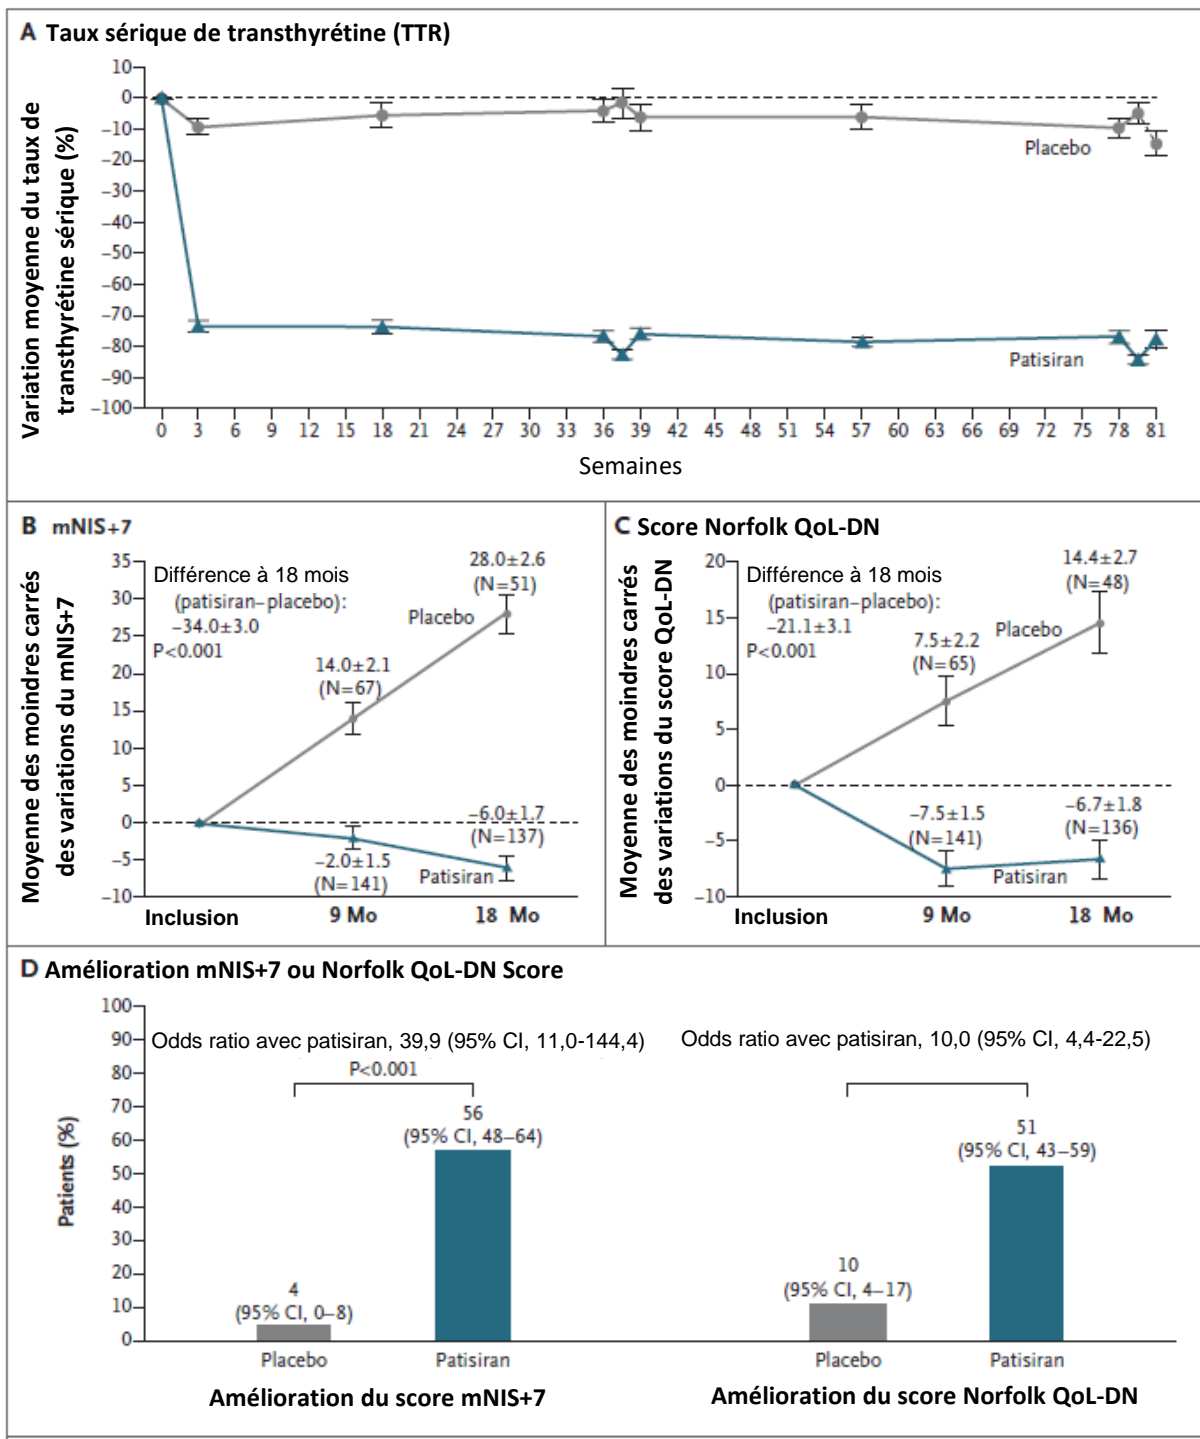 A Taux sérique de transthyrétine (TTR)
Variation moyenne du taux de
transthyrétine sérique (%)
10
0
−10
−20
−30
−40
−50
−60
−70
−80
−90
−100
Placebo
Patisiran
0 3 6 9 12 15 18 21 24 27 30 33 36 39 42 45 48 51 54 57 60 63 66 69 72 75 78 81
Semaines
B mNIS+7
Moyenne des moindres carrés
des variations du mNIS+7
35
30
25
20
15
10
5
0
−5
−10
Différence à 18 mois
(patisiran–placebo):
−34.0±3.0
P<0.001
28.0±2.6
(N=51)
Placebo
14.0±2.1
(N=67)
−6.0±1.7
(N=137)
−2.0±1.5
(N=141)
Patisiran
Inclusion 9 Mo 18 Mo
C Score Norfolk QoL-DN
Moyenne des moindres carrés
des variations du score QoL-DN
20
15
10
5
0
−5
−10
Différence à 18 mois
(patisiran–placebo):
−21.1±3.1
P<0.001
14.4±2.7
(N=48)
Placebo
7.5±2.2
(N=65)
−7.5±1.5
(N=141)
−6.7±1.8
(N=136)
Patisiran
Inclusion 9 Mo 18 Mo
D Amélioration mNIS+7 ou Norfolk QoL-DN Score
Patients (%)
100
90
80
70
60
50
40
30
20
10
0
Odds ratio avec patisiran, 39,9 (95% CI, 11,0-144,4)
P<0.001
56
(95% CI, 48–64)
4
(95% CI, 0–8)
Placebo Patisiran
Amélioration du score mNIS+7
Odds ratio avec patisiran, 10,0 (95% CI, 4,4-22,5)
51
(95% CI, 43–59)
10
(95% CI, 4–17)
Placebo Patisiran
Amélioration du score Norfolk QoL-DN